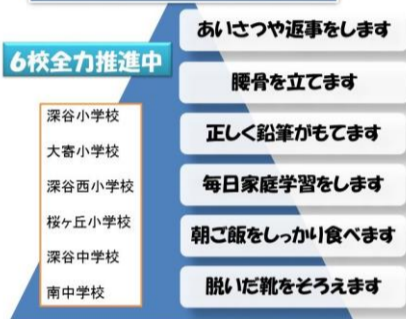 6校全力推進中
深谷小学校
大寄小学校
深谷西小学校
桜ヶ丘小学校
深谷中学校
南中学校
あいさつや返事をします
腰骨を立てます
正しく鉛筆がもてます
毎日家庭学習をします
朝ご飯をしっかり食べます
脱いだ靴をそろえます